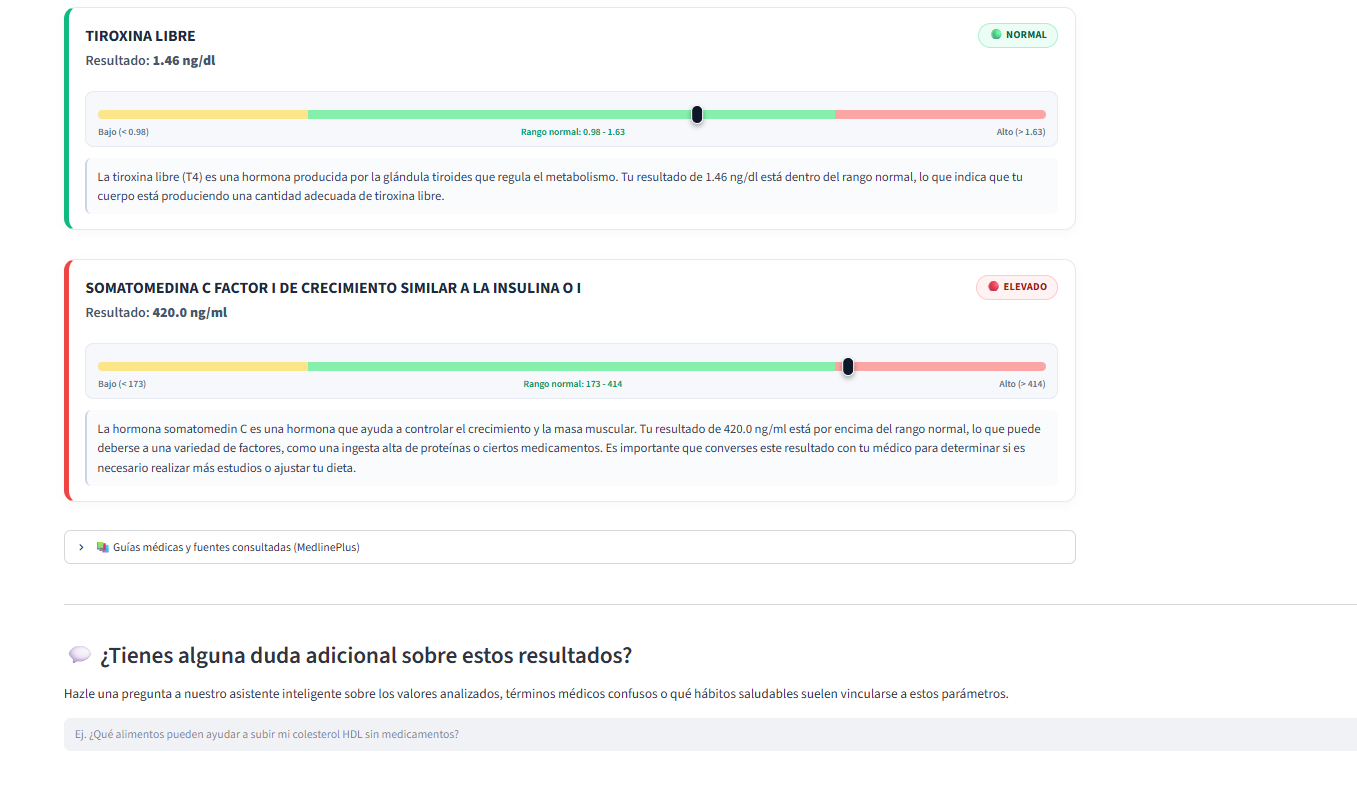 TIROXINA LIBRE
NORMAL
Resultado: 1.46 ng/dl
Bajo (< 0.98)
Rango normal: 0.98 - 1.63
Alto (> 1.63)
La tiroxina libre (T4) es una hormona producida por la glándula tiroides que regula el metabolismo. Tu resultado de 1.46 ng/dl está dentro del rango normal, lo que indica que tu
cuerpo está produciendo una cantidad adecuada de tiroxina libre.
SOMATOMEDINA C FACTOR I DE CRECIMIENTO SIMILAR A LA INSULINA O I
ELEVADO
Resultado: 420.0 ng/ml
Bajo (< 173)
Rango normal: 173 - 414
Alto (> 414)
La hormona somatomedin C es una hormona que ayuda a controlar el crecimiento y la masa muscular. Tu resultado de 420.0 ng/ml está por encima del rango normal, lo que puede
deberse a una variedad de factores, como una ingesta alta de proteínas o ciertos medicamentos. Es importante que converses este resultado con tu médico para determinar si es
necesario realizar más estudios o ajustar tu dieta.
Guías médicas y fuentes consultadas (MedlinePlus)
¿Tienes alguna duda adicional sobre estos resultados?
Hazle una pregunta a nuestro asistente inteligente sobre los valores analizados, términos médicos confusos o qué hábitos saludables suelen vincularse a estos parámetros.
Ej. ¿Qué alimentos pueden ayudar a subir mi colesterol HDL sin medicamentos?